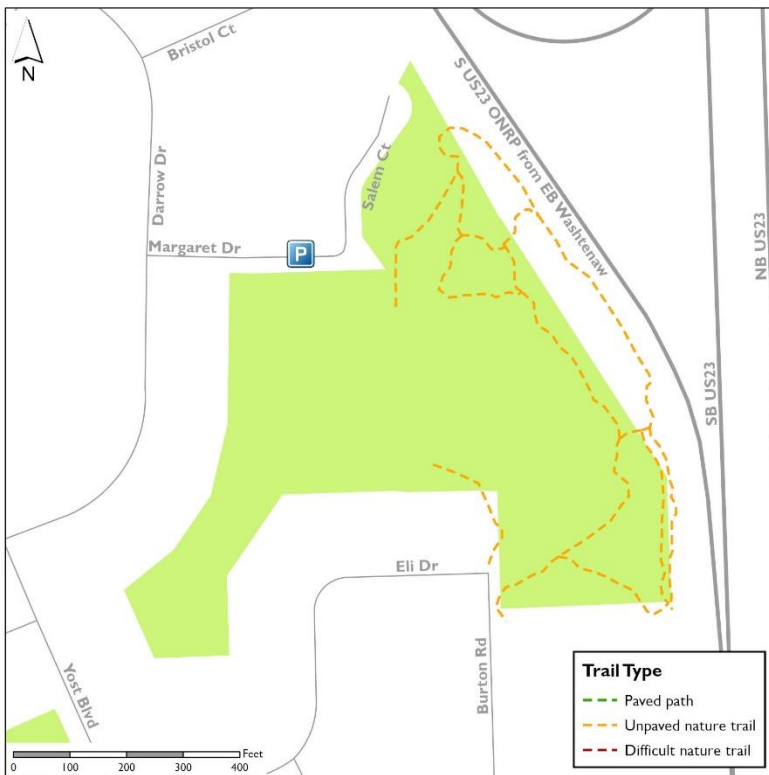 Bristol Ct
N
S US23 ONRP from EB Washtenaw
Darrow Dr
Salem Ct
Margaret Dr
P
NB US23
SB US23
Eli Dr
Burton Rd
Yost Blvd
Trail Type
Paved path
Unpaved nature trail
Difficult nature trail
Feet
0 100 200 300 400